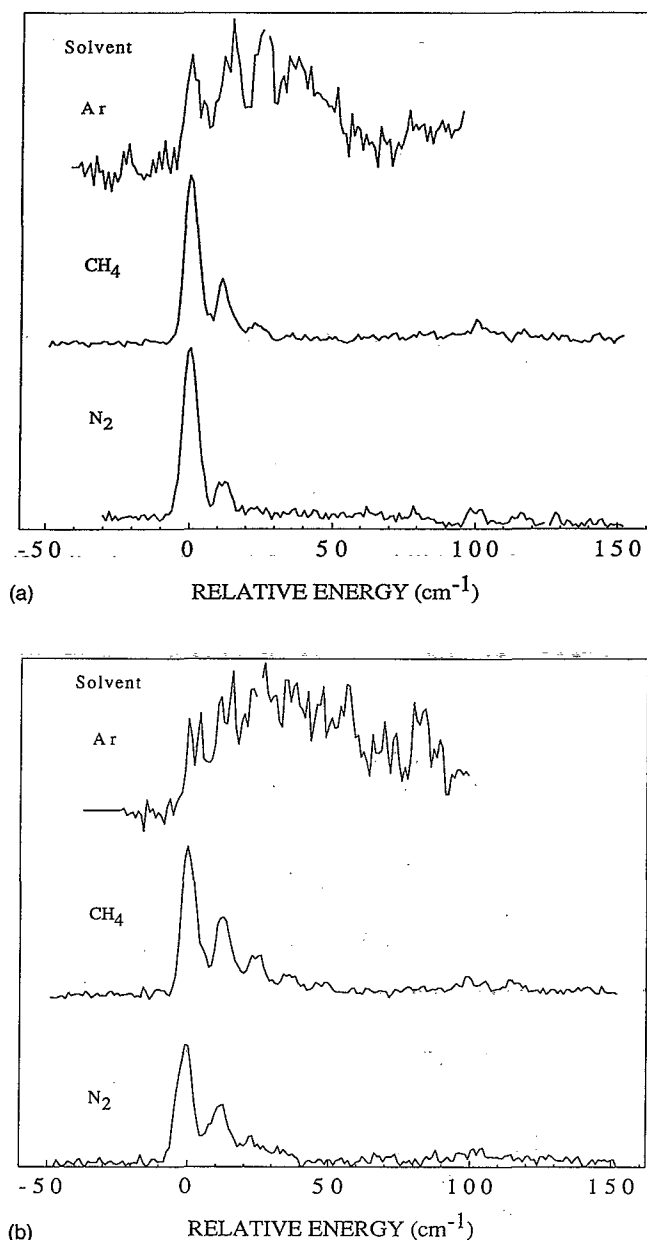 Solvent
Ar
CH4
N2
-50 0 50 100 150
(a) RELATIVE ENERGY (cm-1)
Solvent
Ar
CH4
N2
-50 0 50 100 150
(b) RELATIVE ENERGY (cm-1)